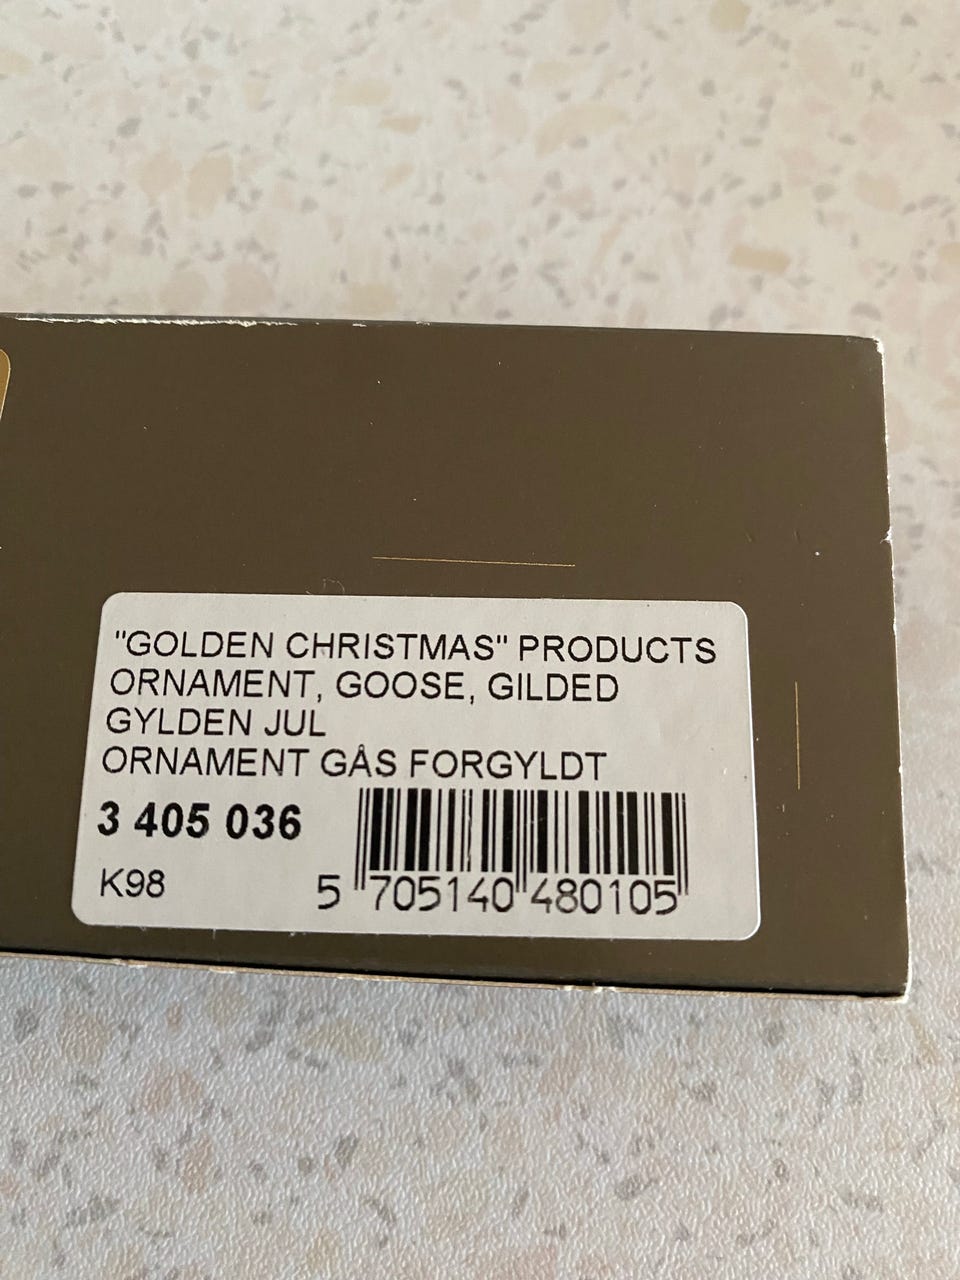 "GOLDEN CHRISTMAS" PRODUCTS
ORNAMENT, GOOSE, GILDED
GYLDEN JUL
ORNAMENT GÅS FORGYLDT
3 405 036
K98
5 705140 480105